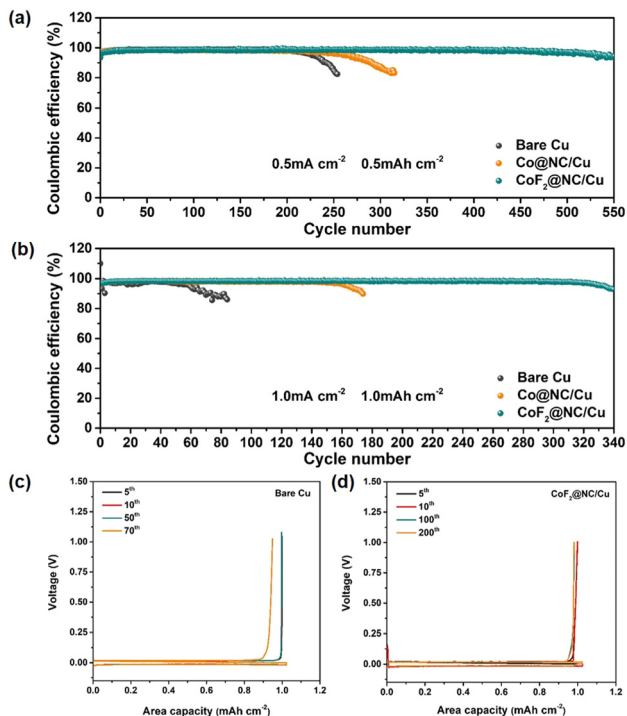 (a)
Coulombic efficiency (%)
120
100
80
60
40
20
0
0.5mA cm-2 0.5mAh cm-2
Bare Cu
Co@NC/Cu
CoF2@NC/Cu
0 50 100 150 200 250 300 350 400 450 500 550
Cycle number
(b)
Coulombic efficiency (%)
120
100
80
60
40
20
0
1.0mA cm-2 1.0mAh cm-2
Bare Cu
Co@NC/Cu
CoF2@NC/Cu
0 20 40 60 80 100 120 140 160 180 200 220 240 260 280 300 320 340
Cycle number
(c)
Voltage (V)
1.50
1.25
1.00
0.75
0.50
0.25
0.00
5th
10th
50th
70th
Bare Cu
0.0 0.2 0.4 0.6 0.8 1.0 1.2
Area capacity (mAh cm-2)
(d)
Voltage (V)
1.50
1.25
1.00
0.75
0.50
0.25
0.00
5th
10th
100th
200th
CoF2@NC/Cu
0.0 0.2 0.4 0.6 0.8 1.0 1.2
Area capacity (mAh cm-2)